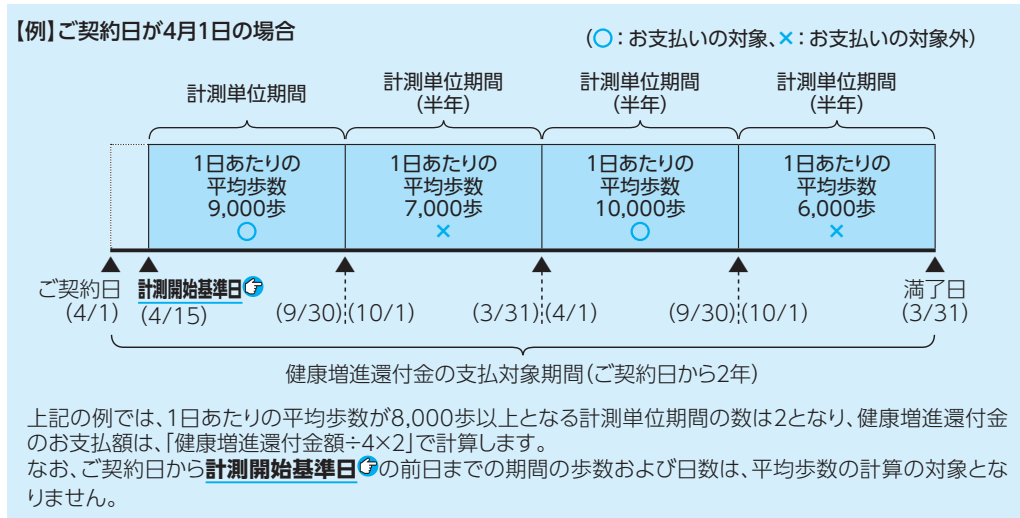 【例】ご契約日が4月1日の場合
(○:お支払いの対象、×:お支払いの対象外)
計測単位期間
計測単位期間
(半年)
計測単位期間
(半年)
計測単位期間
(半年)
1日あたりの
平均歩数
9,000歩
○
1日あたりの
平均歩数
7,000歩
×
1日あたりの
平均歩数
10,000歩
○
1日あたりの
平均歩数
6,000歩
×
ご契約日
(4/1)
計測開始基準日
(4/15)
(9/30) (10/1)
(3/31) (4/1)
(9/30) (10/1)
満了日
(3/31)
健康増進還付金の支払対象期間(ご契約日から2年)
上記の例では、1日あたりの平均歩数が8,000歩以上となる計測単位期間の数は2となり、健康増進還付金
のお支払額は、「健康増進還付金額÷4×2」で計算します。
なお、ご契約日から計測開始基準日の前日までの期間の歩数および日数は、平均歩数の計算の対象とな
りません。